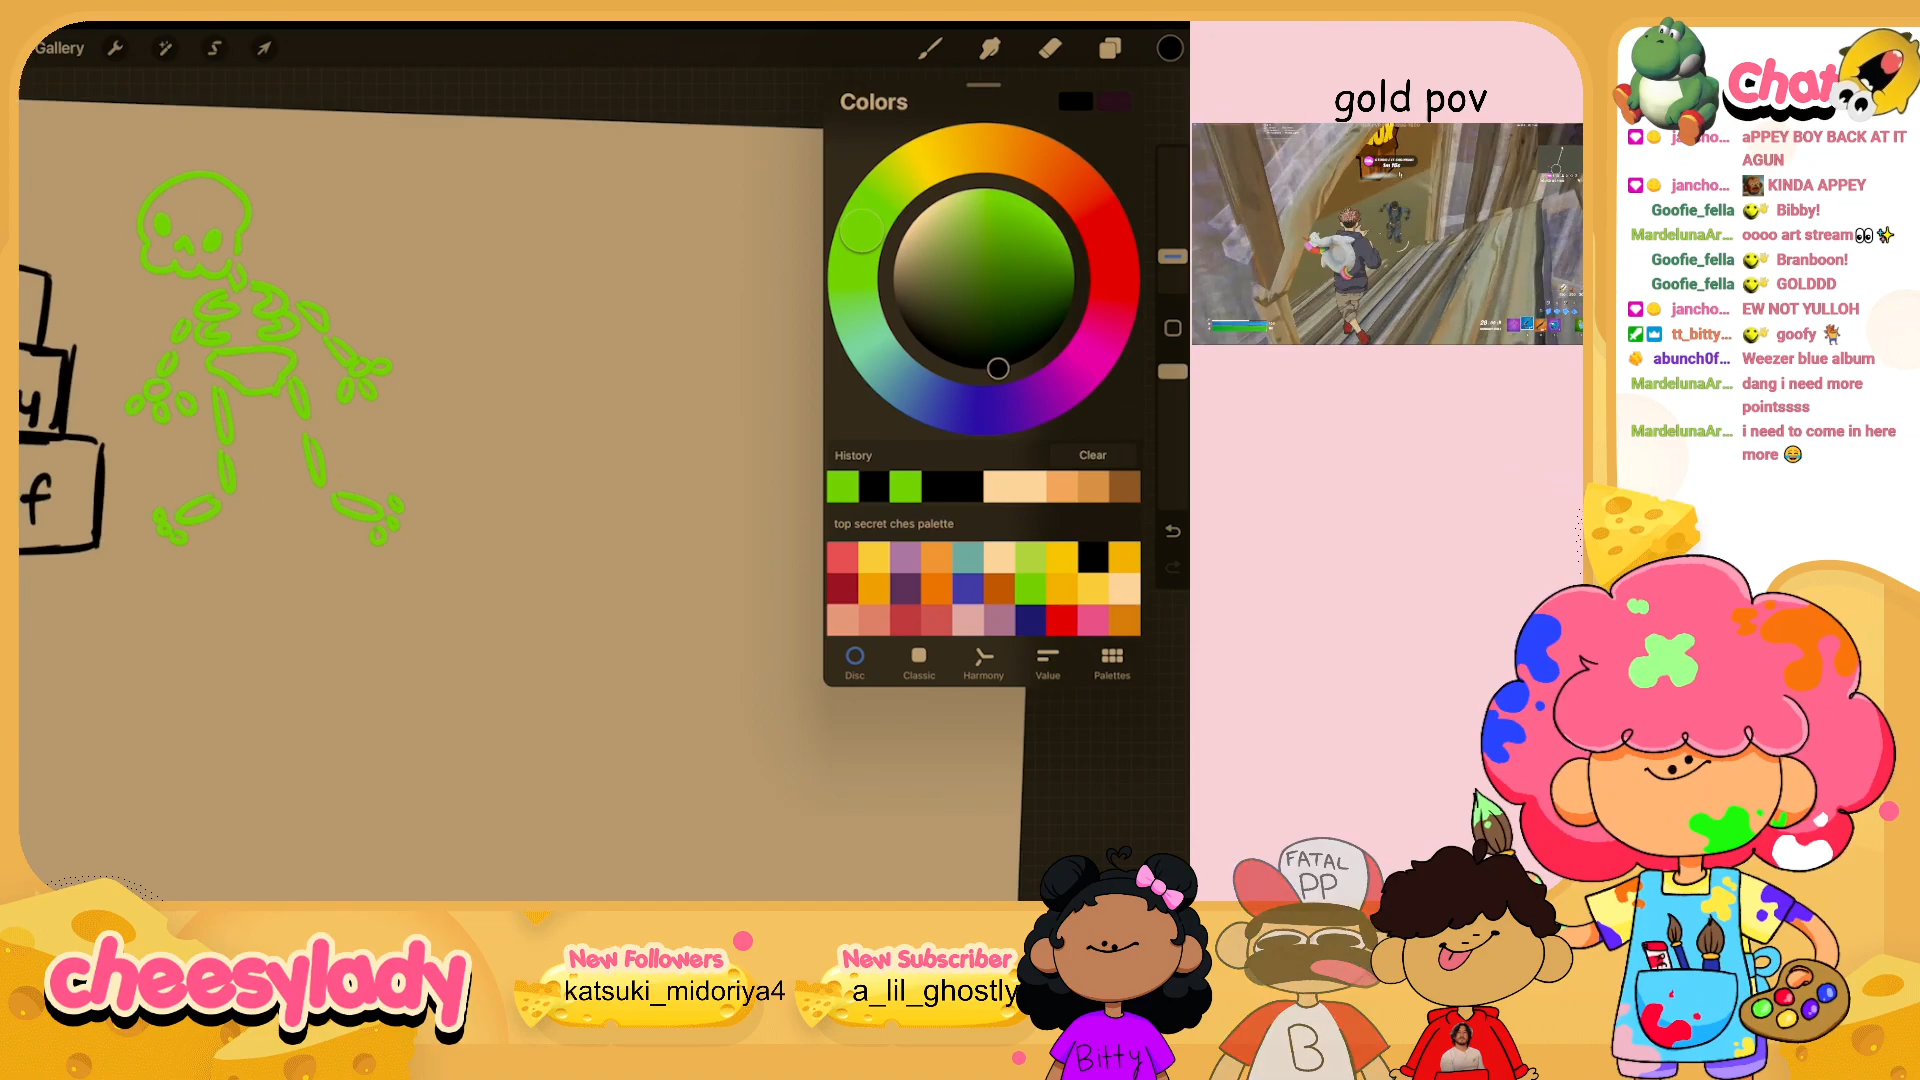 Gallery
Colors
History
Clear
top secret ches palette
Disc
Classic
Harmony
Value
Palettes
y
f
gold pov
Chat
aPPEY BOY BACK AT IT
AGUN
jancho... KINDA APPEY
Goofie_fella Bibby!
MardelunaAr... oooo art stream👀✨
Goofie_fella Branboon!
Goofie_fella GOLDDD
jancho... EW NOT YULLOH
tt_bitty... goofy
abunch0f... Weezer blue album
MardelunaAr... dang i need more
pointssss
MardelunaAr... i need to come in here
more 😂
cheesylady
New Followers
katsuki_midoriya4
New Subscriber
a_lil_ghostly
Bitty
FATAL
PP
B